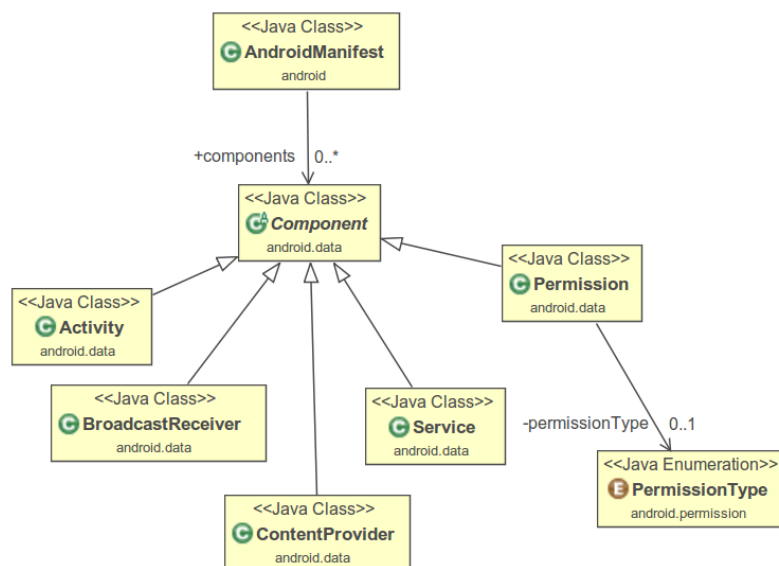 <<Java Class>>
AndroidManifest
android
+components 0..*
<<Java Class>>
Component
android.data
<<Java Class>>
Permission
android.data
<<Java Class>>
Activity
android.data
<<Java Class>>
BroadcastReceiver
android.data
<<Java Class>>
Service
android.data
-permissionType 0..1
<<Java Enumeration>>
PermissionType
android.permission
<<Java Class>>
ContentProvider
android.data